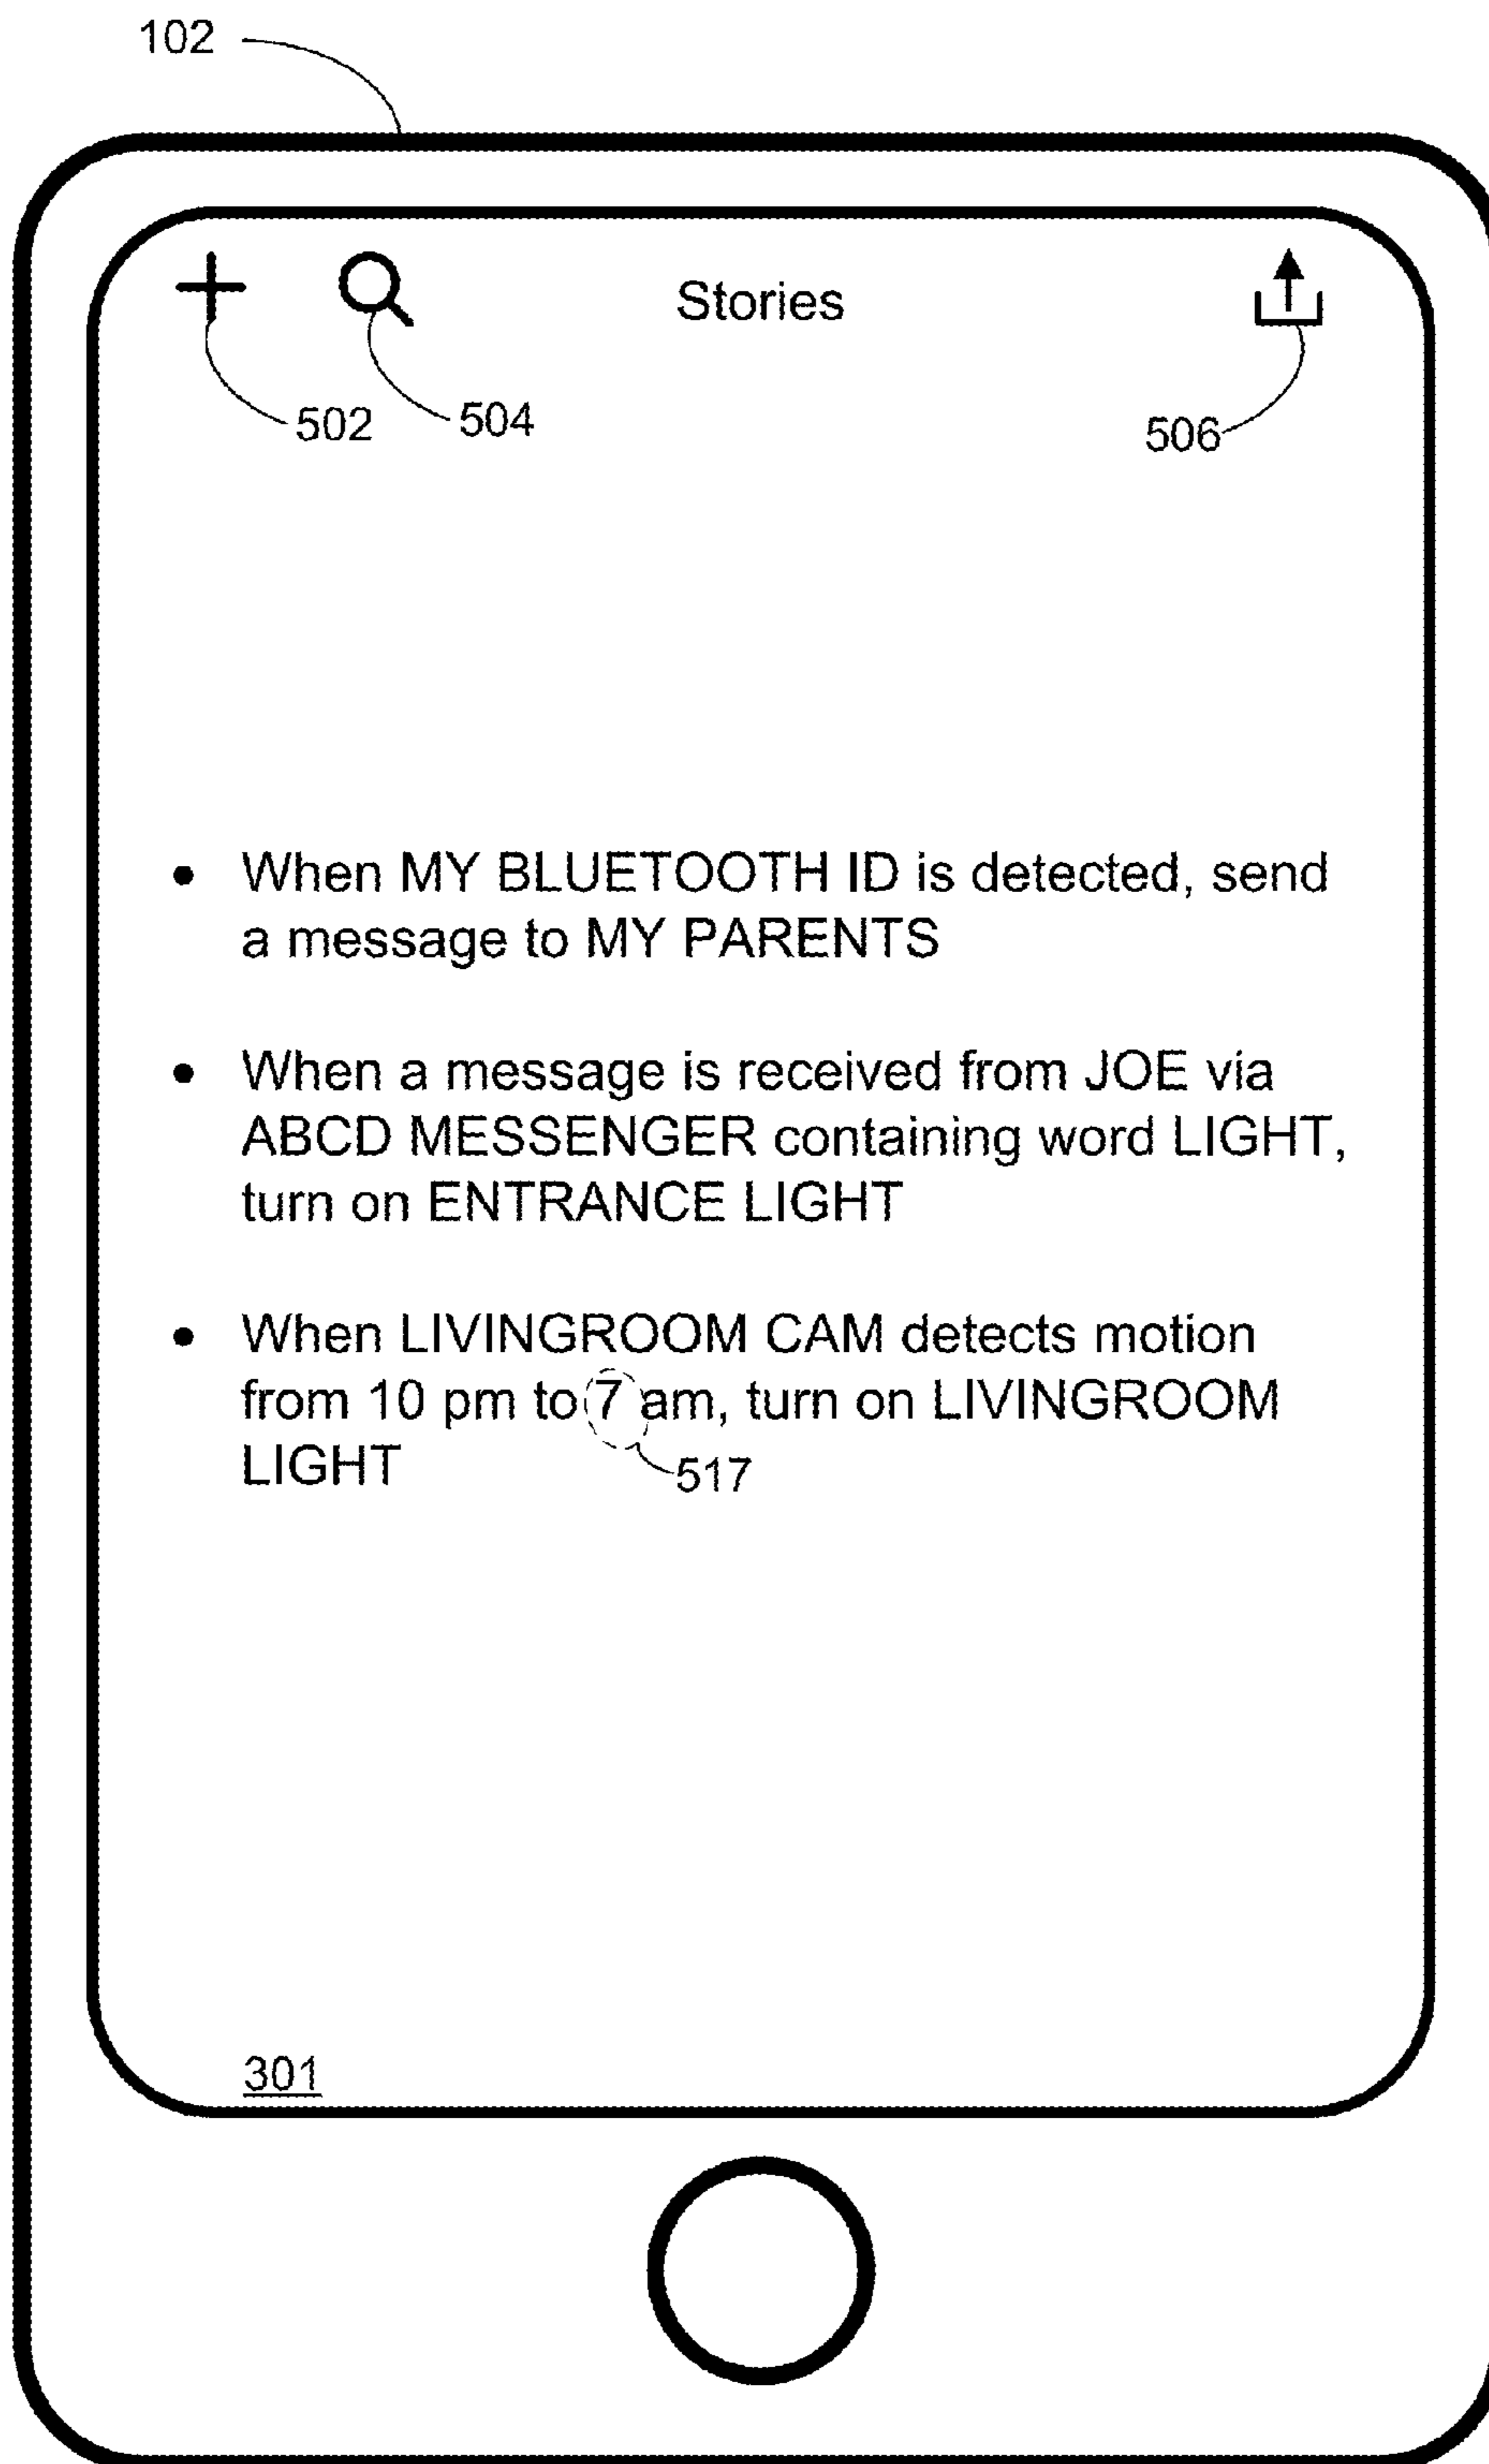 102
Stories
502
504
506
• When MY BLUETOOTH ID is detected, send
a message to MY PARENTS
• When a message is received from JOE via
ABCD MESSENGER containing word LIGHT,
turn on ENTRANCE LIGHT
• When LIVINGROOM CAM detects motion
from 10 pm to 7 am, turn on LIVINGROOM
LIGHT
517
301